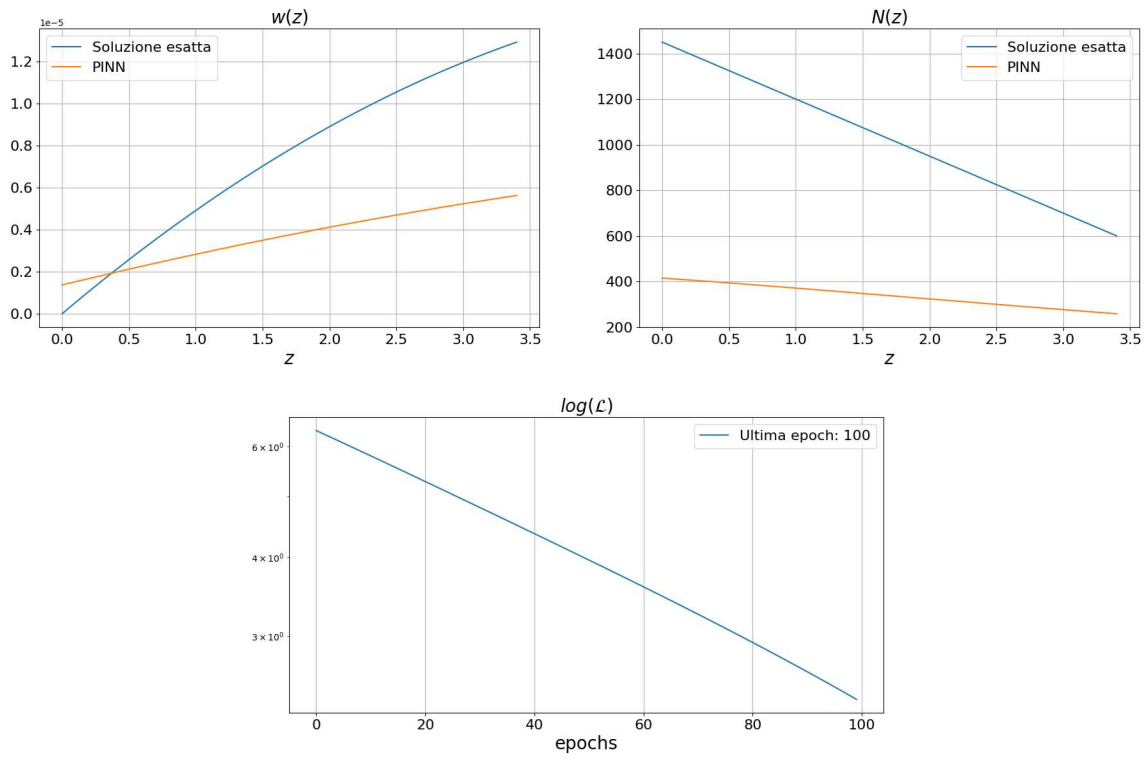 w(z)
1e−5
Soluzione esatta
PINN
1.2
1.0
0.8
0.6
0.4
0.2
0.0
0.0 0.5 1.0 1.5 2.0 2.5 3.0 3.5
z
N(z)
Soluzione esatta
PINN
1400
1200
1000
800
600
400
200
0.0 0.5 1.0 1.5 2.0 2.5 3.0 3.5
z
log(ℒ)
Ultima epoch: 100
6 × 10⁰
4 × 10⁰
3 × 10⁰
0 20 40 60 80 100
epochs